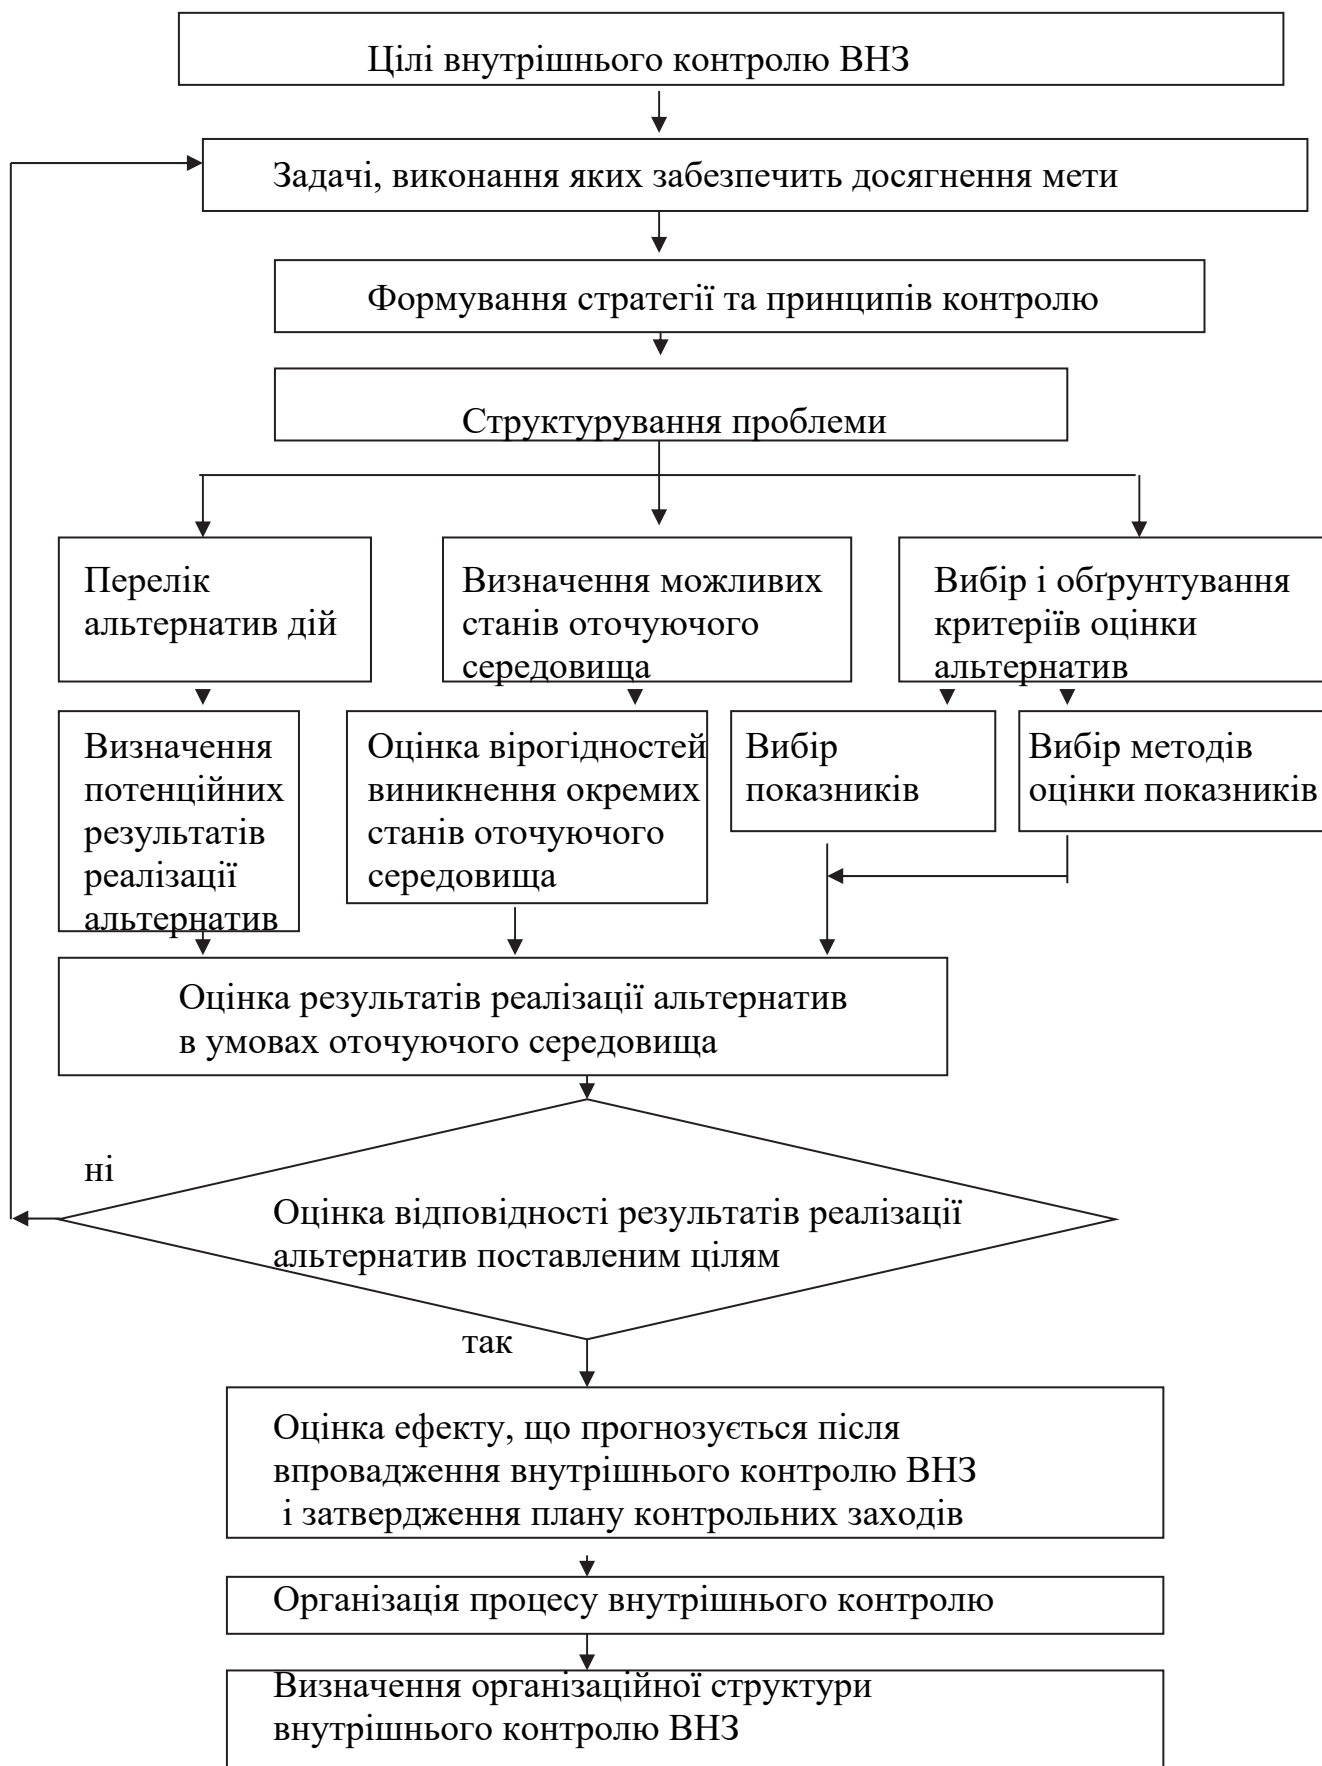 Цілі внутрішнього контролю ВНЗ
Задачі, виконання яких забезпечить досягнення мети
Формування стратегії та принципів контролю
Структурування проблеми
Перелік
альтернатив дій
Визначення можливих
станів оточуючого
середовища
Вибір і обґрунтування
критеріїв оцінки
альтернатив
Визначення
потенційних
результатів
реалізації
альтернатив
Оцінка вірогідностей
виникнення окремих
станів оточуючого
середовища
Вибір
показників
Вибір методів
оцінки показників
Оцінка результатів реалізації альтернатив
в умовах оточуючого середовища
ні
Оцінка відповідності результатів реалізації
альтернатив поставленим цілям
так
Оцінка ефекту, що прогнозується після
впровадження внутрішнього контролю ВНЗ
і затвердження плану контрольних заходів
Організація процесу внутрішнього контролю
Визначення організаційної структури
внутрішнього контролю ВНЗ